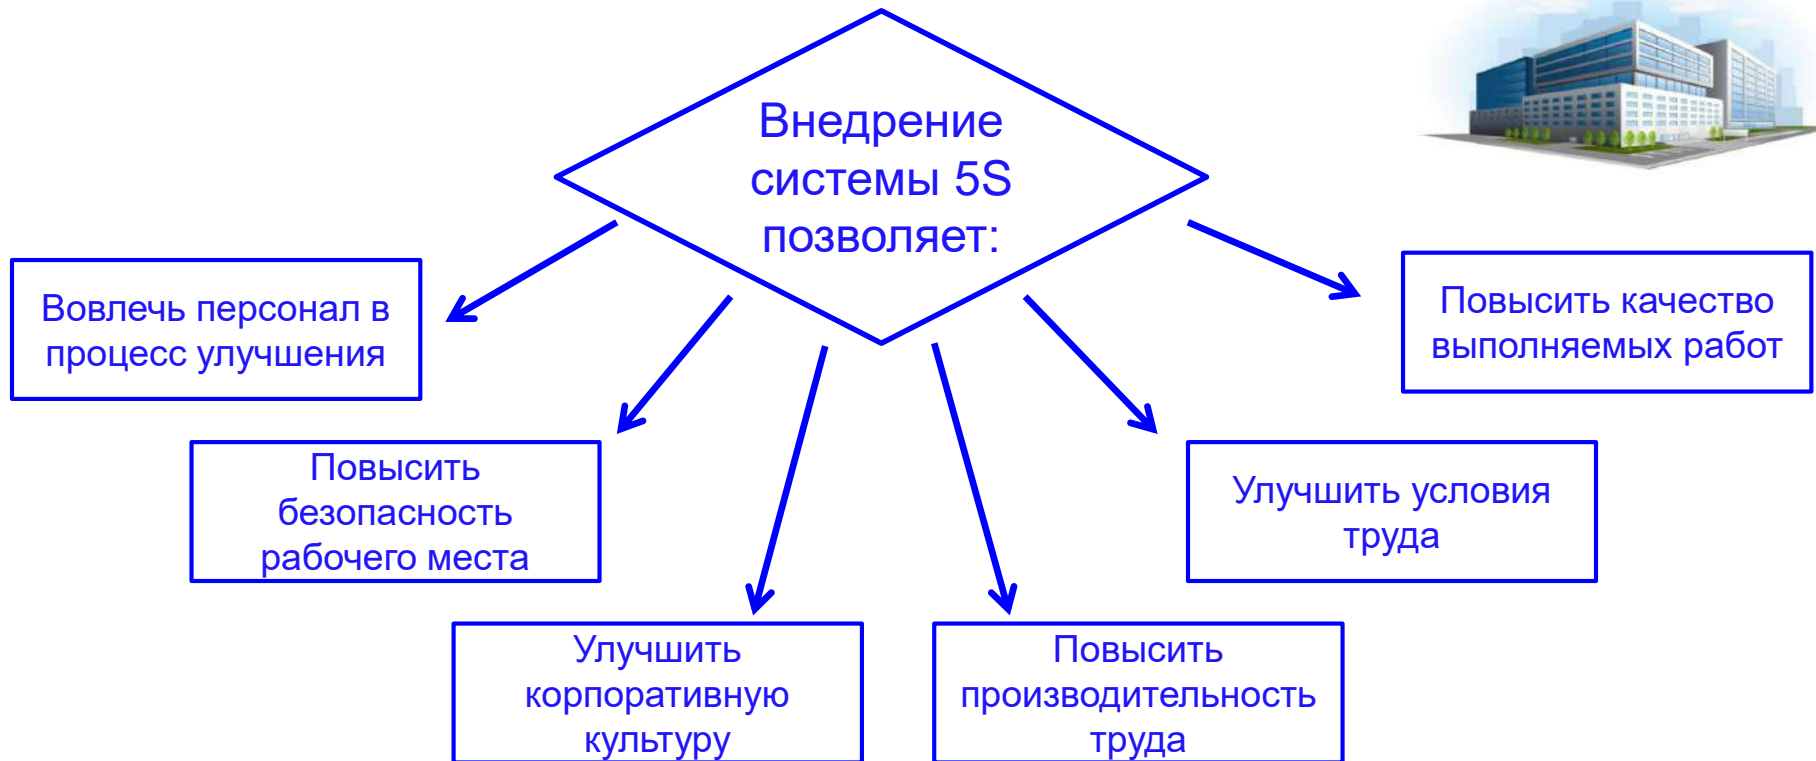 Внедрение
системы 5S
позволяет:
Вовлечь персонал в
процесс улучшения
Повысить
безопасность
рабочего места
Улучшить
корпоративную
культуру
Повысить
производительность
труда
Улучшить условия
труда
Повысить качество
выполняемых работ